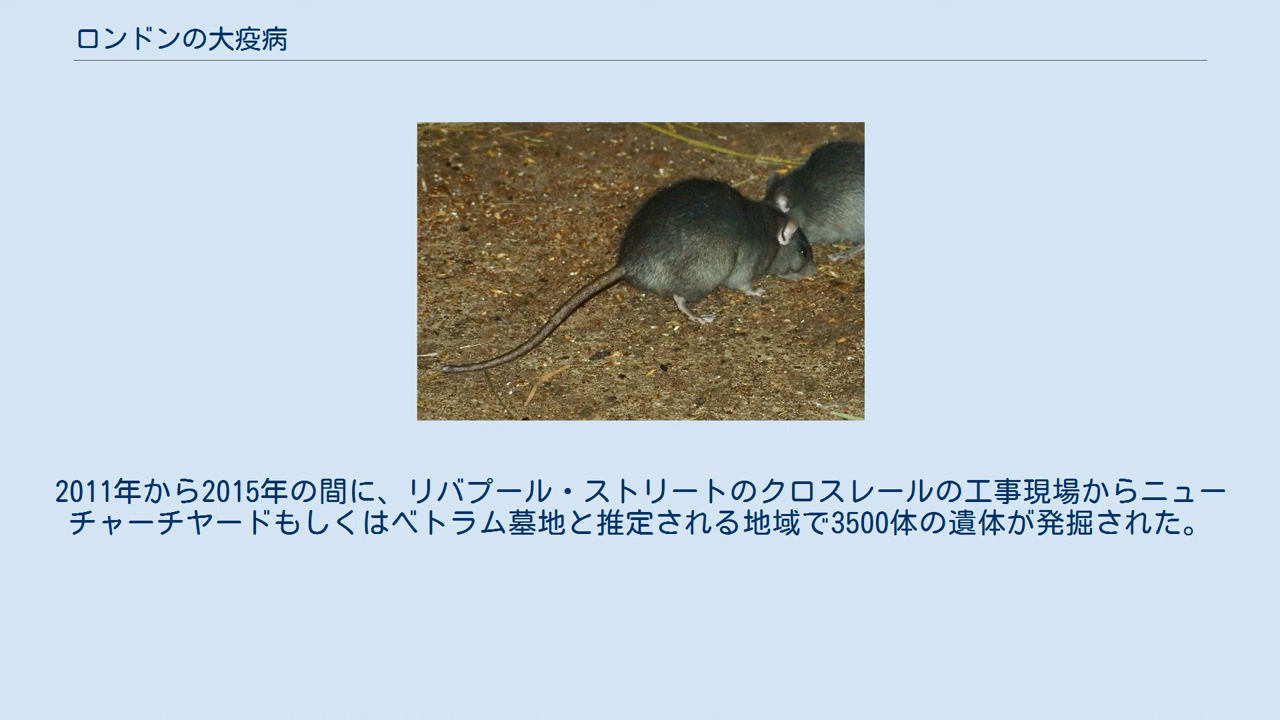 ロンドンの大疫病
2011年から2015年の間に、リバプール・ストリートのクロスレールの工事現場からニュー
チャーチヤードもしくはベトラム墓地と推定される地域で3500体の遺体が発掘された。